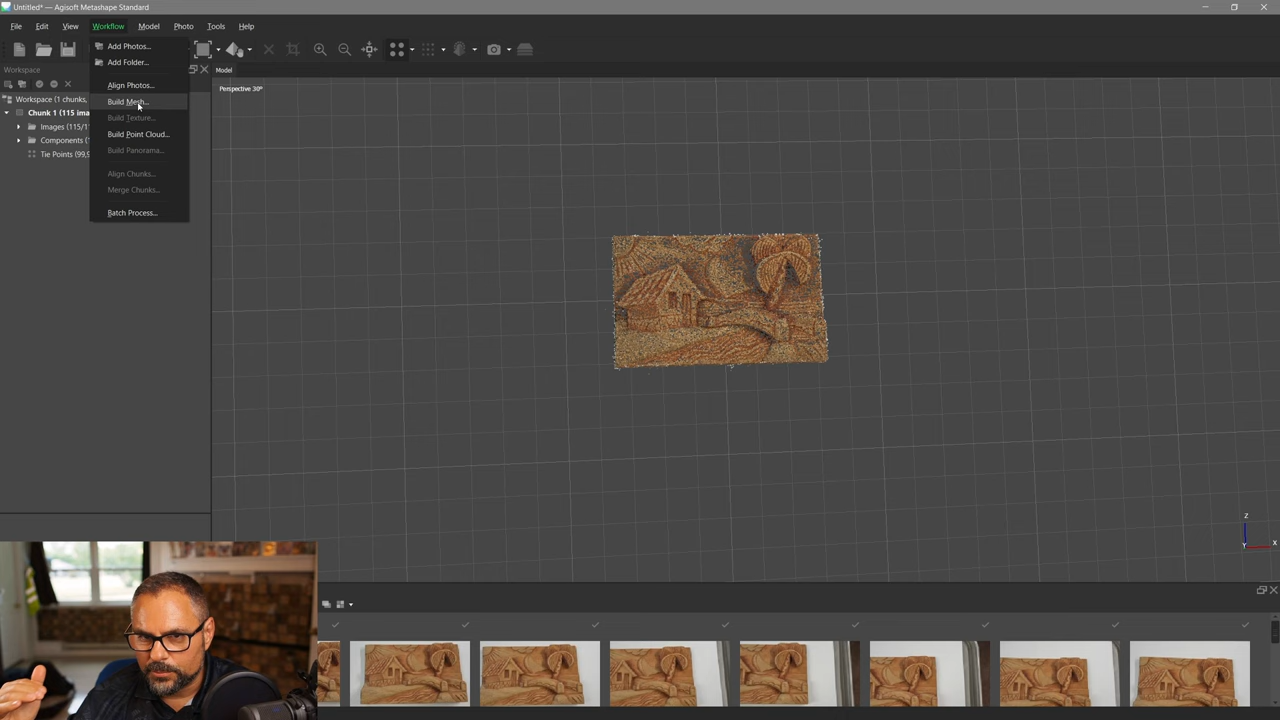 Untitled* — Agisoft Metashape Standard
File Edit View Workflow Model Photo Tools Help
Workspace
Model
Add Photos...
Add Folder...
Align Photos...
Build Mesh...
Build Texture...
Build Point Cloud...
Build Panorama...
Align Chunks...
Merge Chunks...
Batch Process...
Workspace (1 chunks,
Chunk 1 (115 ima
Images (115/1
Components (
Tie Points (99,9
Perspective 30°
Z
Y
X